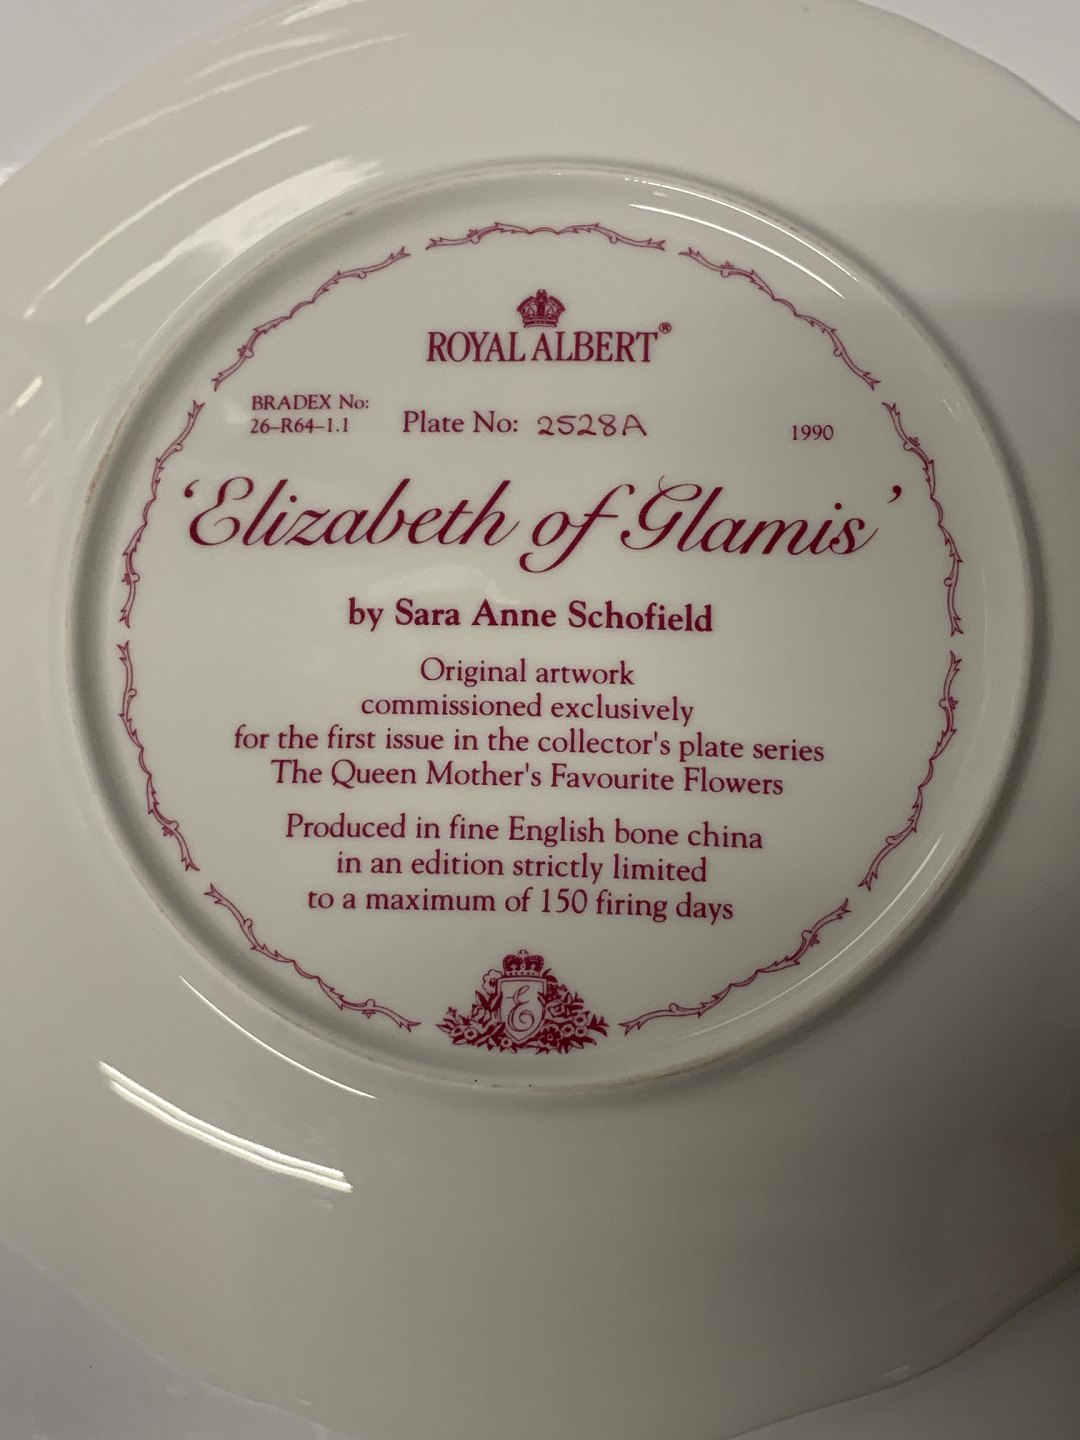 ROYAL ALBERT®
BRADEX No:
26–R64–1.1
Plate No: 2528A
1990
‘Elizabeth of Glamis’
by Sara Anne Schofield
Original artwork
commissioned exclusively
for the first issue in the collector's plate series
The Queen Mother's Favourite Flowers
Produced in fine English bone china
in an edition strictly limited
to a maximum of 150 firing days
E